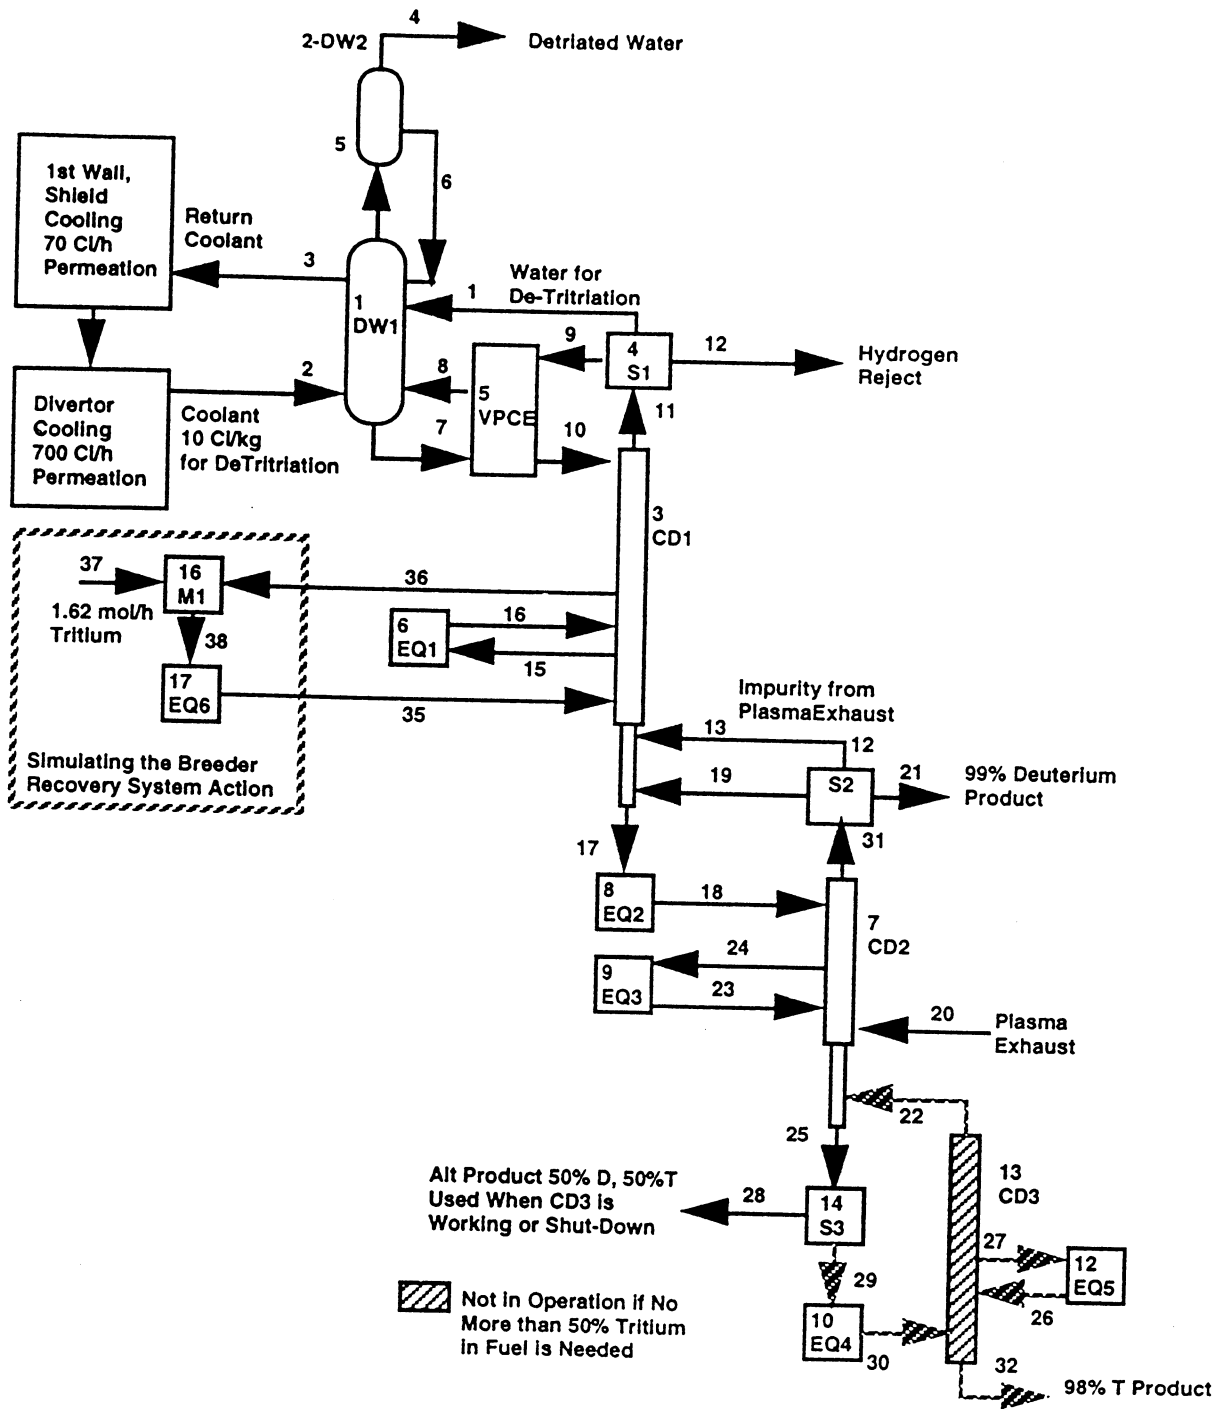 4
2-DW2
Detriated Water
5
6
1st Wall,
Shield
Cooling
70 CI/h
Permeation
Return
Coolant
3
1
DW1
Water for
De-Tritriation
1
9
4
S1
12
Hydrogen
Reject
Divertor
Cooling
700 CI/h
Permeation
2
Coolant
10 CI/kg
for DeTritriation
8
7
5
VPCE
10
11
3
CD1
37
1.62 mol/h
Tritium
16
M1
36
38
17
EQ6
35
6
EQ1
16
15
Simulating the Breeder
Recovery System Action
Impurity from
PlasmaExhaust
13
12
S2
19
21
99% Deuterium
Product
31
17
8
EQ2
18
7
CD2
24
9
EQ3
23
20
Plasma
Exhaust
22
25
13
CD3
Alt Product 50% D, 50%T
Used When CD3 is
Working or Shut-Down
28
14
S3
27
12
EQ5
26
29
10
EQ4
30
32
98% T Product
Not in Operation if No
More than 50% Tritium
in Fuel is Needed